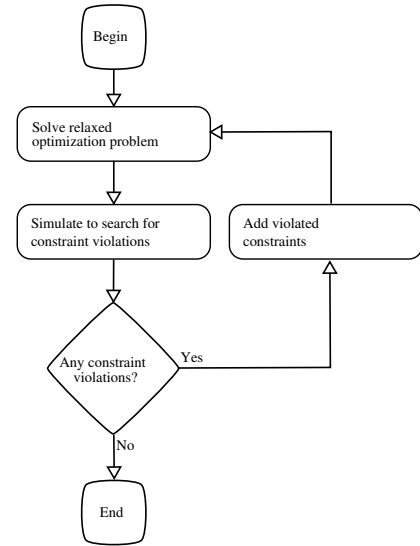 Begin
Solve relaxed
optimization problem
Simulate to search for
constraint violations
Add violated
constraints
Any constraint
violations?
Yes
No
End